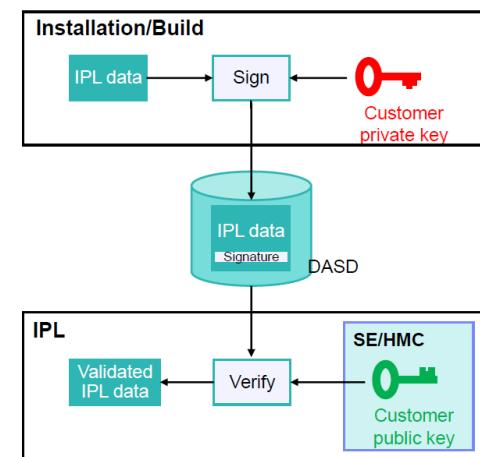 Installation/Build
IPL data
Sign
Customer
private key
IPL data
Signature
DASD
IPL
SE/HMC
Validated
IPL data
Verify
Customer
public key